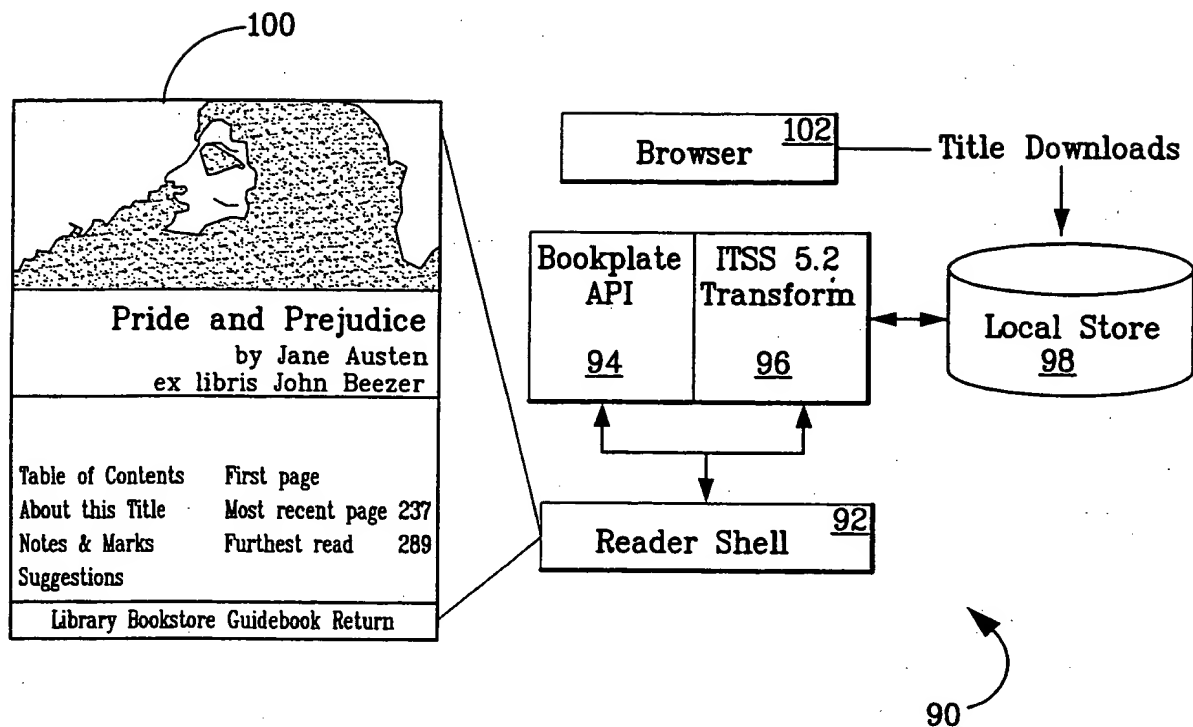 100
Pride and Prejudice
by Jane Austen
ex libris John Beezer
Table of Contents First page
About this Title Most recent page 237
Notes & Marks Furthest read 289
Suggestions
Library Bookstore Guidebook Return
102
Browser
Title Downloads
Bookplate
API
94
ITSS 5.2
Transform
96
Local Store
98
92
Reader Shell
90